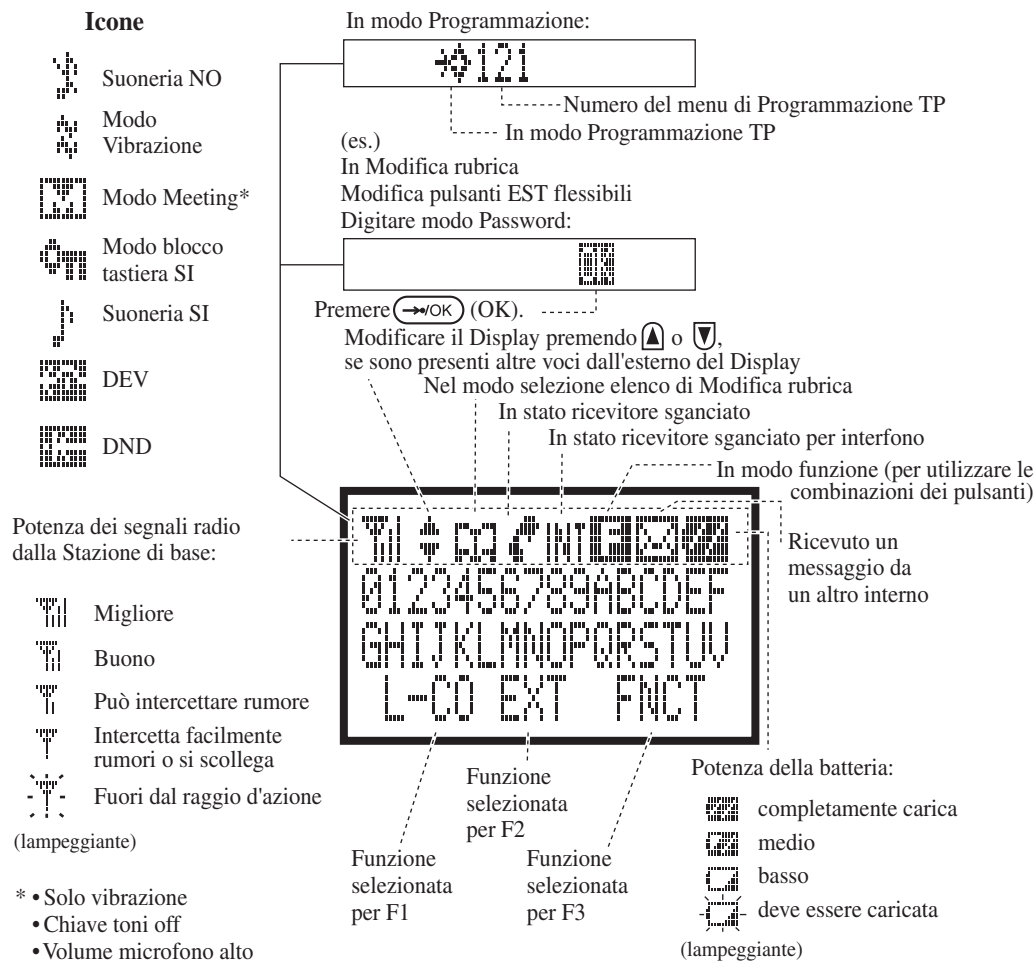 Icone
Suoneria NO
Modo
Vibrazione
Modo Meeting*
Modo blocco
tastiera SI
Suoneria SI
DEV
DND
In modo Programmazione:
121
Numero del menu di Programmazione TP
In modo Programmazione TP
(es.)
In Modifica rubrica
Modifica pulsanti EST flessibili
Digitare modo Password:
OK
Premere →/OK (OK).
Modificare il Display premendo ▲ o ▼,
se sono presenti altre voci dall'esterno del Display
Nel modo selezione elenco di Modifica rubrica
In stato ricevitore sganciato
In stato ricevitore sganciato per interfono
In modo funzione (per utilizzare le
combinazioni dei pulsanti)
Ricevuto un
messaggio da
un altro interno
INT F
0123456789ABCDEF
GHIJKLMNOPQRSTUV
L-CO EXT FNCT
Potenza dei segnali radio
dalla Stazione di base:
Migliore
Buono
Può intercettare rumore
Intercetta facilmente
rumori o si scollega
Fuori dal raggio d'azione
(lampeggiante)
* • Solo vibrazione
• Chiave toni off
• Volume microfono alto
Funzione
selezionata
per F1
Funzione
selezionata
per F2
Funzione
selezionata
per F3
Potenza della batteria:
completamente carica
medio
basso
deve essere caricata
(lampeggiante)